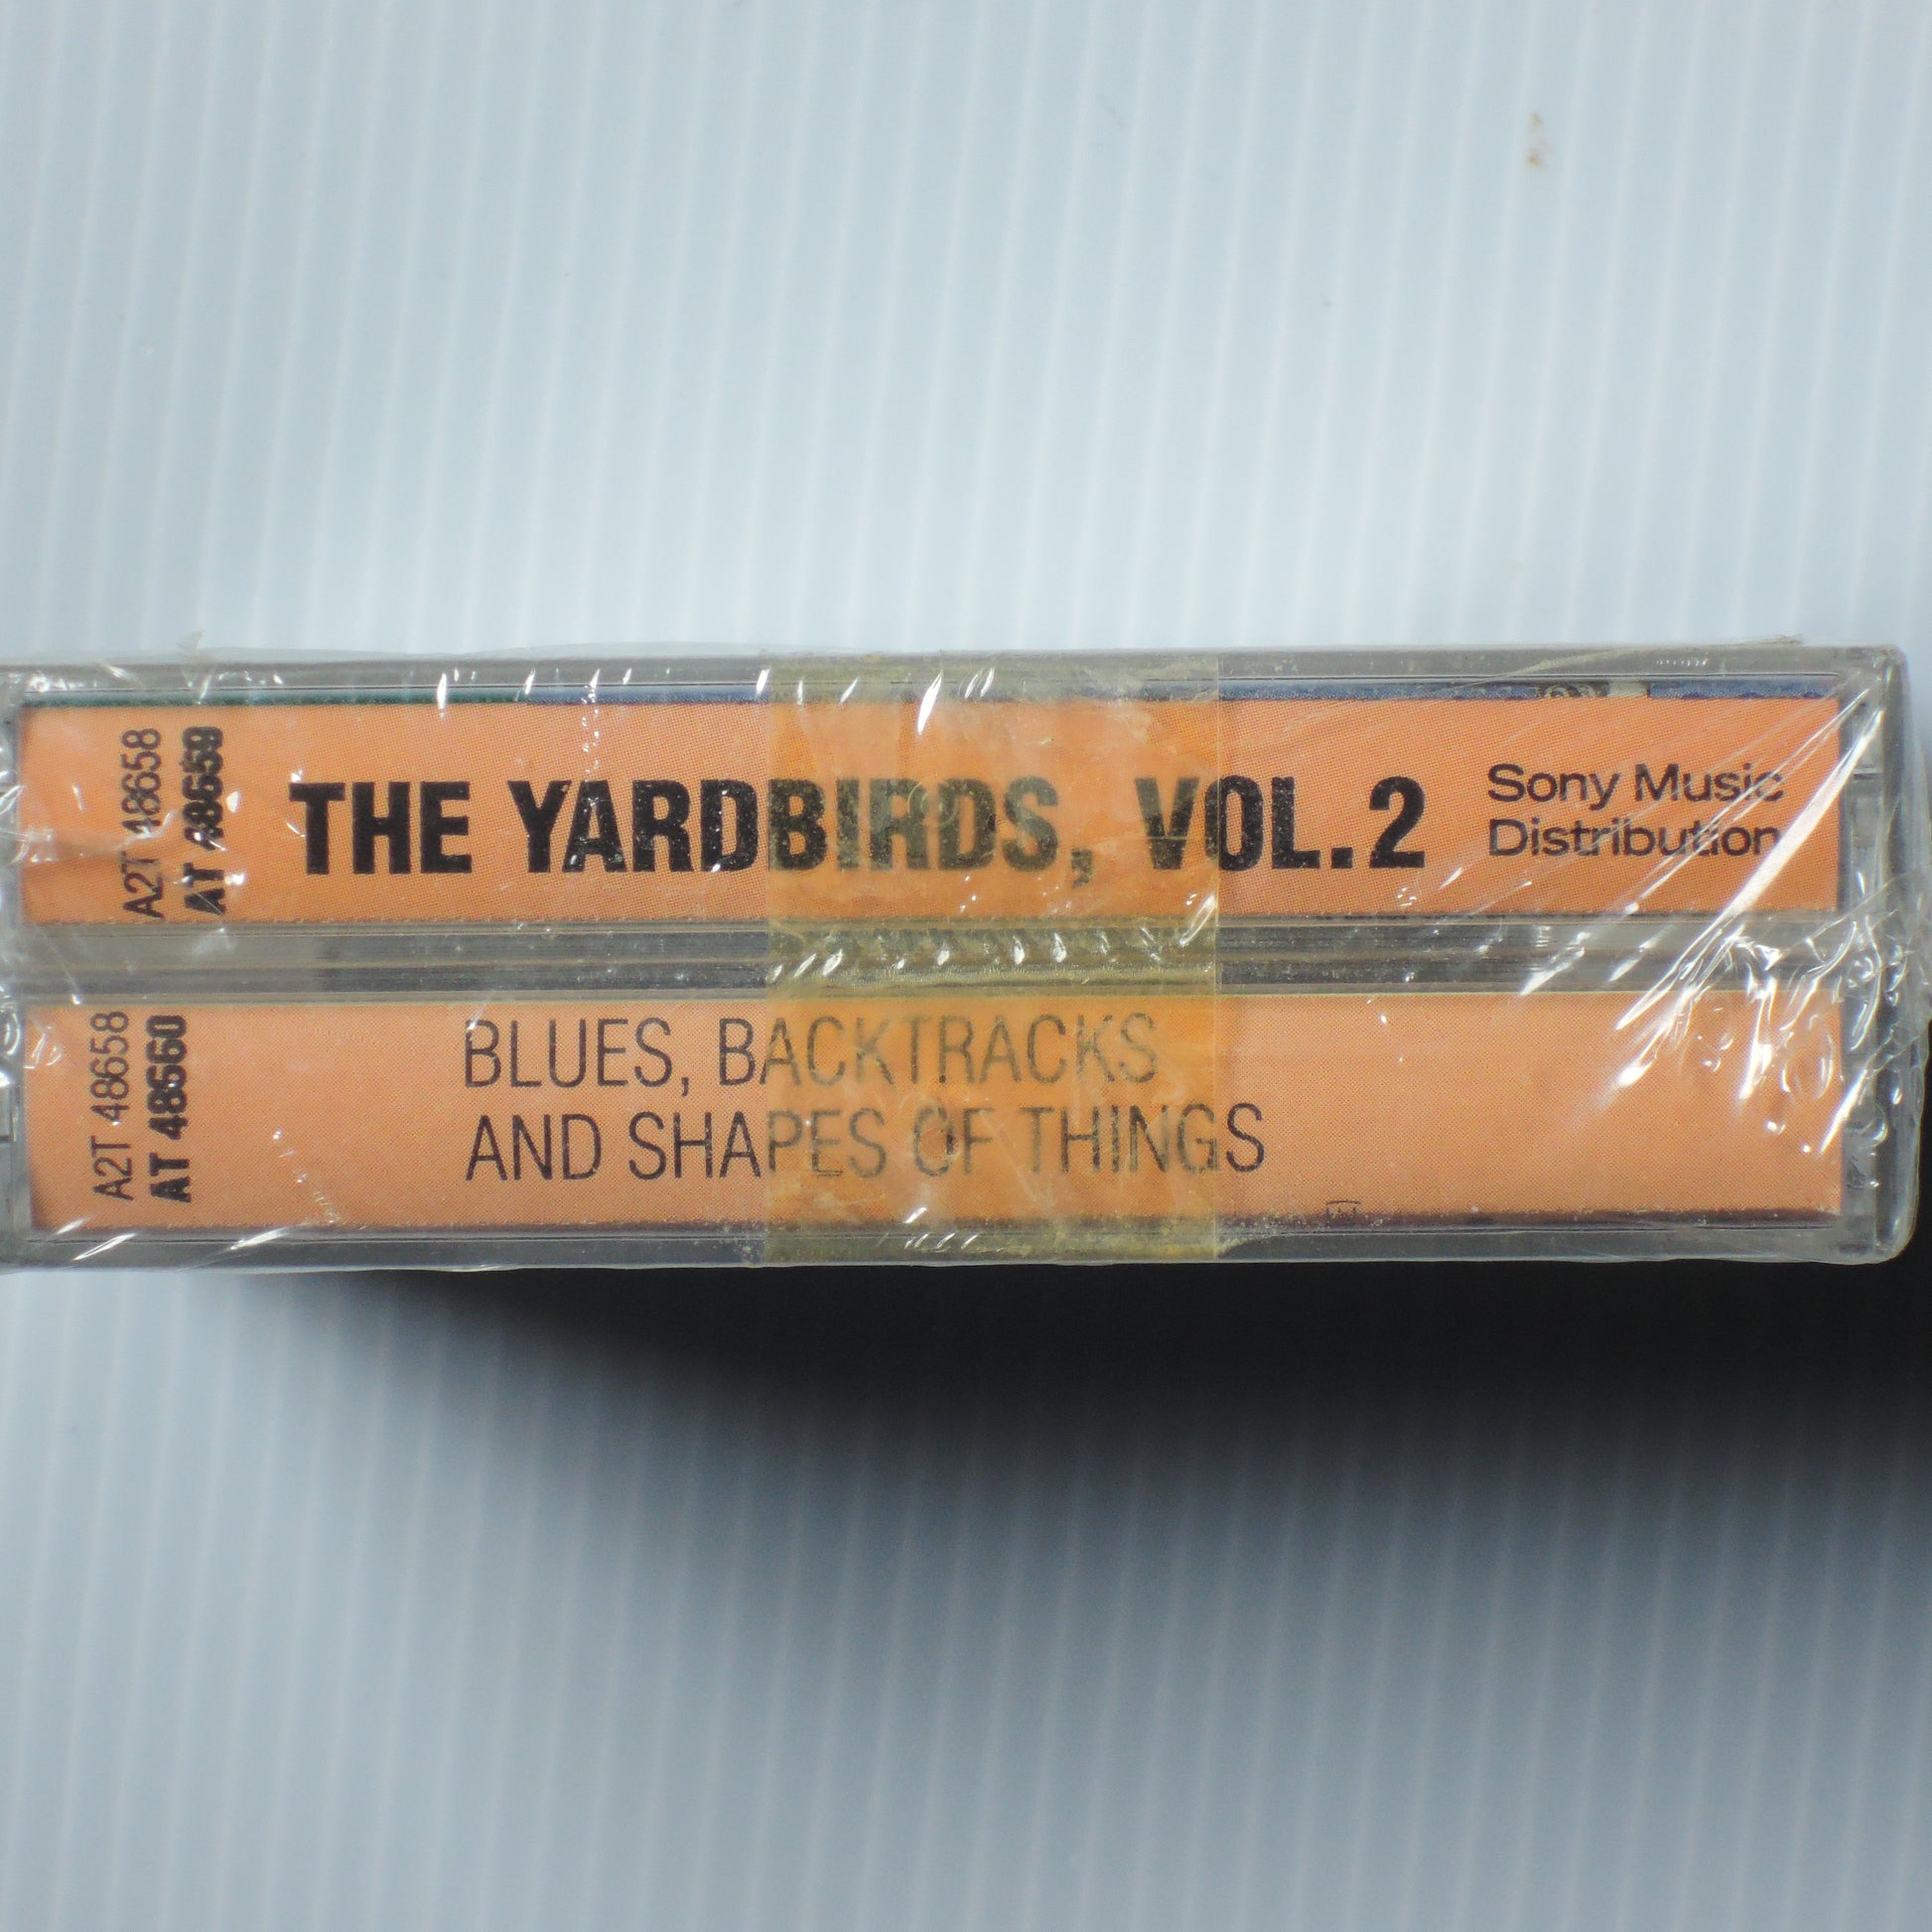 A2T 48658
AT 48659
THE YARDBIRDS, VOL.2
Sony Music
Distribution
A2T 48658
AT 48660
BLUES, BACKTRACKS
AND SHAPES OF THINGS